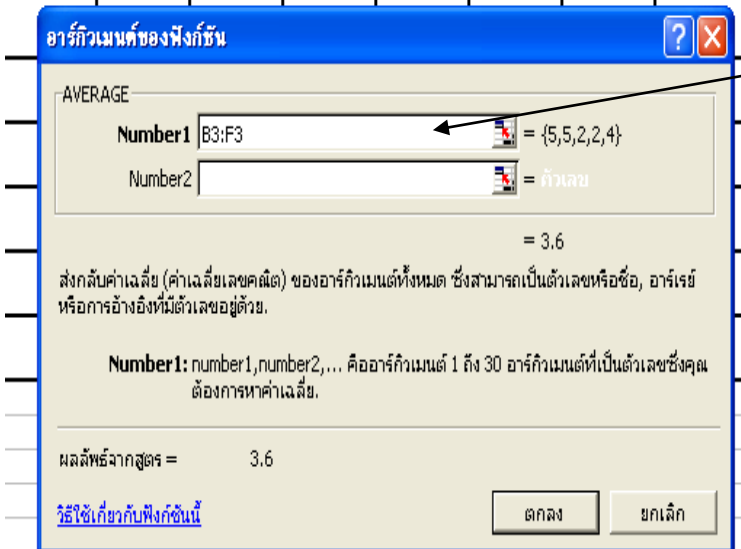 อาร์กิวเมนต์ของฟังก์ชัน
AVERAGE
Number1 B3:F3 = {5,5,2,2,4}
Number2 = ตัวเลข
= 3.6
ส่งกลับค่าเฉลี่ย (ค่าเฉลี่ยเลขคณิต) ของอาร์กิวเมนต์ทั้งหมด ซึ่งสามารถเป็นตัวเลขหรือชื่อ, อาร์เรย์
หรือการอ้างอิงที่มีตัวเลขอยู่ด้วย.
Number1: number1,number2,... คืออาร์กิวเมนต์ 1 ถึง 30 อาร์กิวเมนต์ที่เป็นตัวเลขซึ่งคุณ
ต้องการหาค่าเฉลี่ย.
ผลลัพธ์จากสูตร = 3.6
วิธีใช้เกี่ยวกับฟังก์ชันนี้ ตกลง ยกเลิก